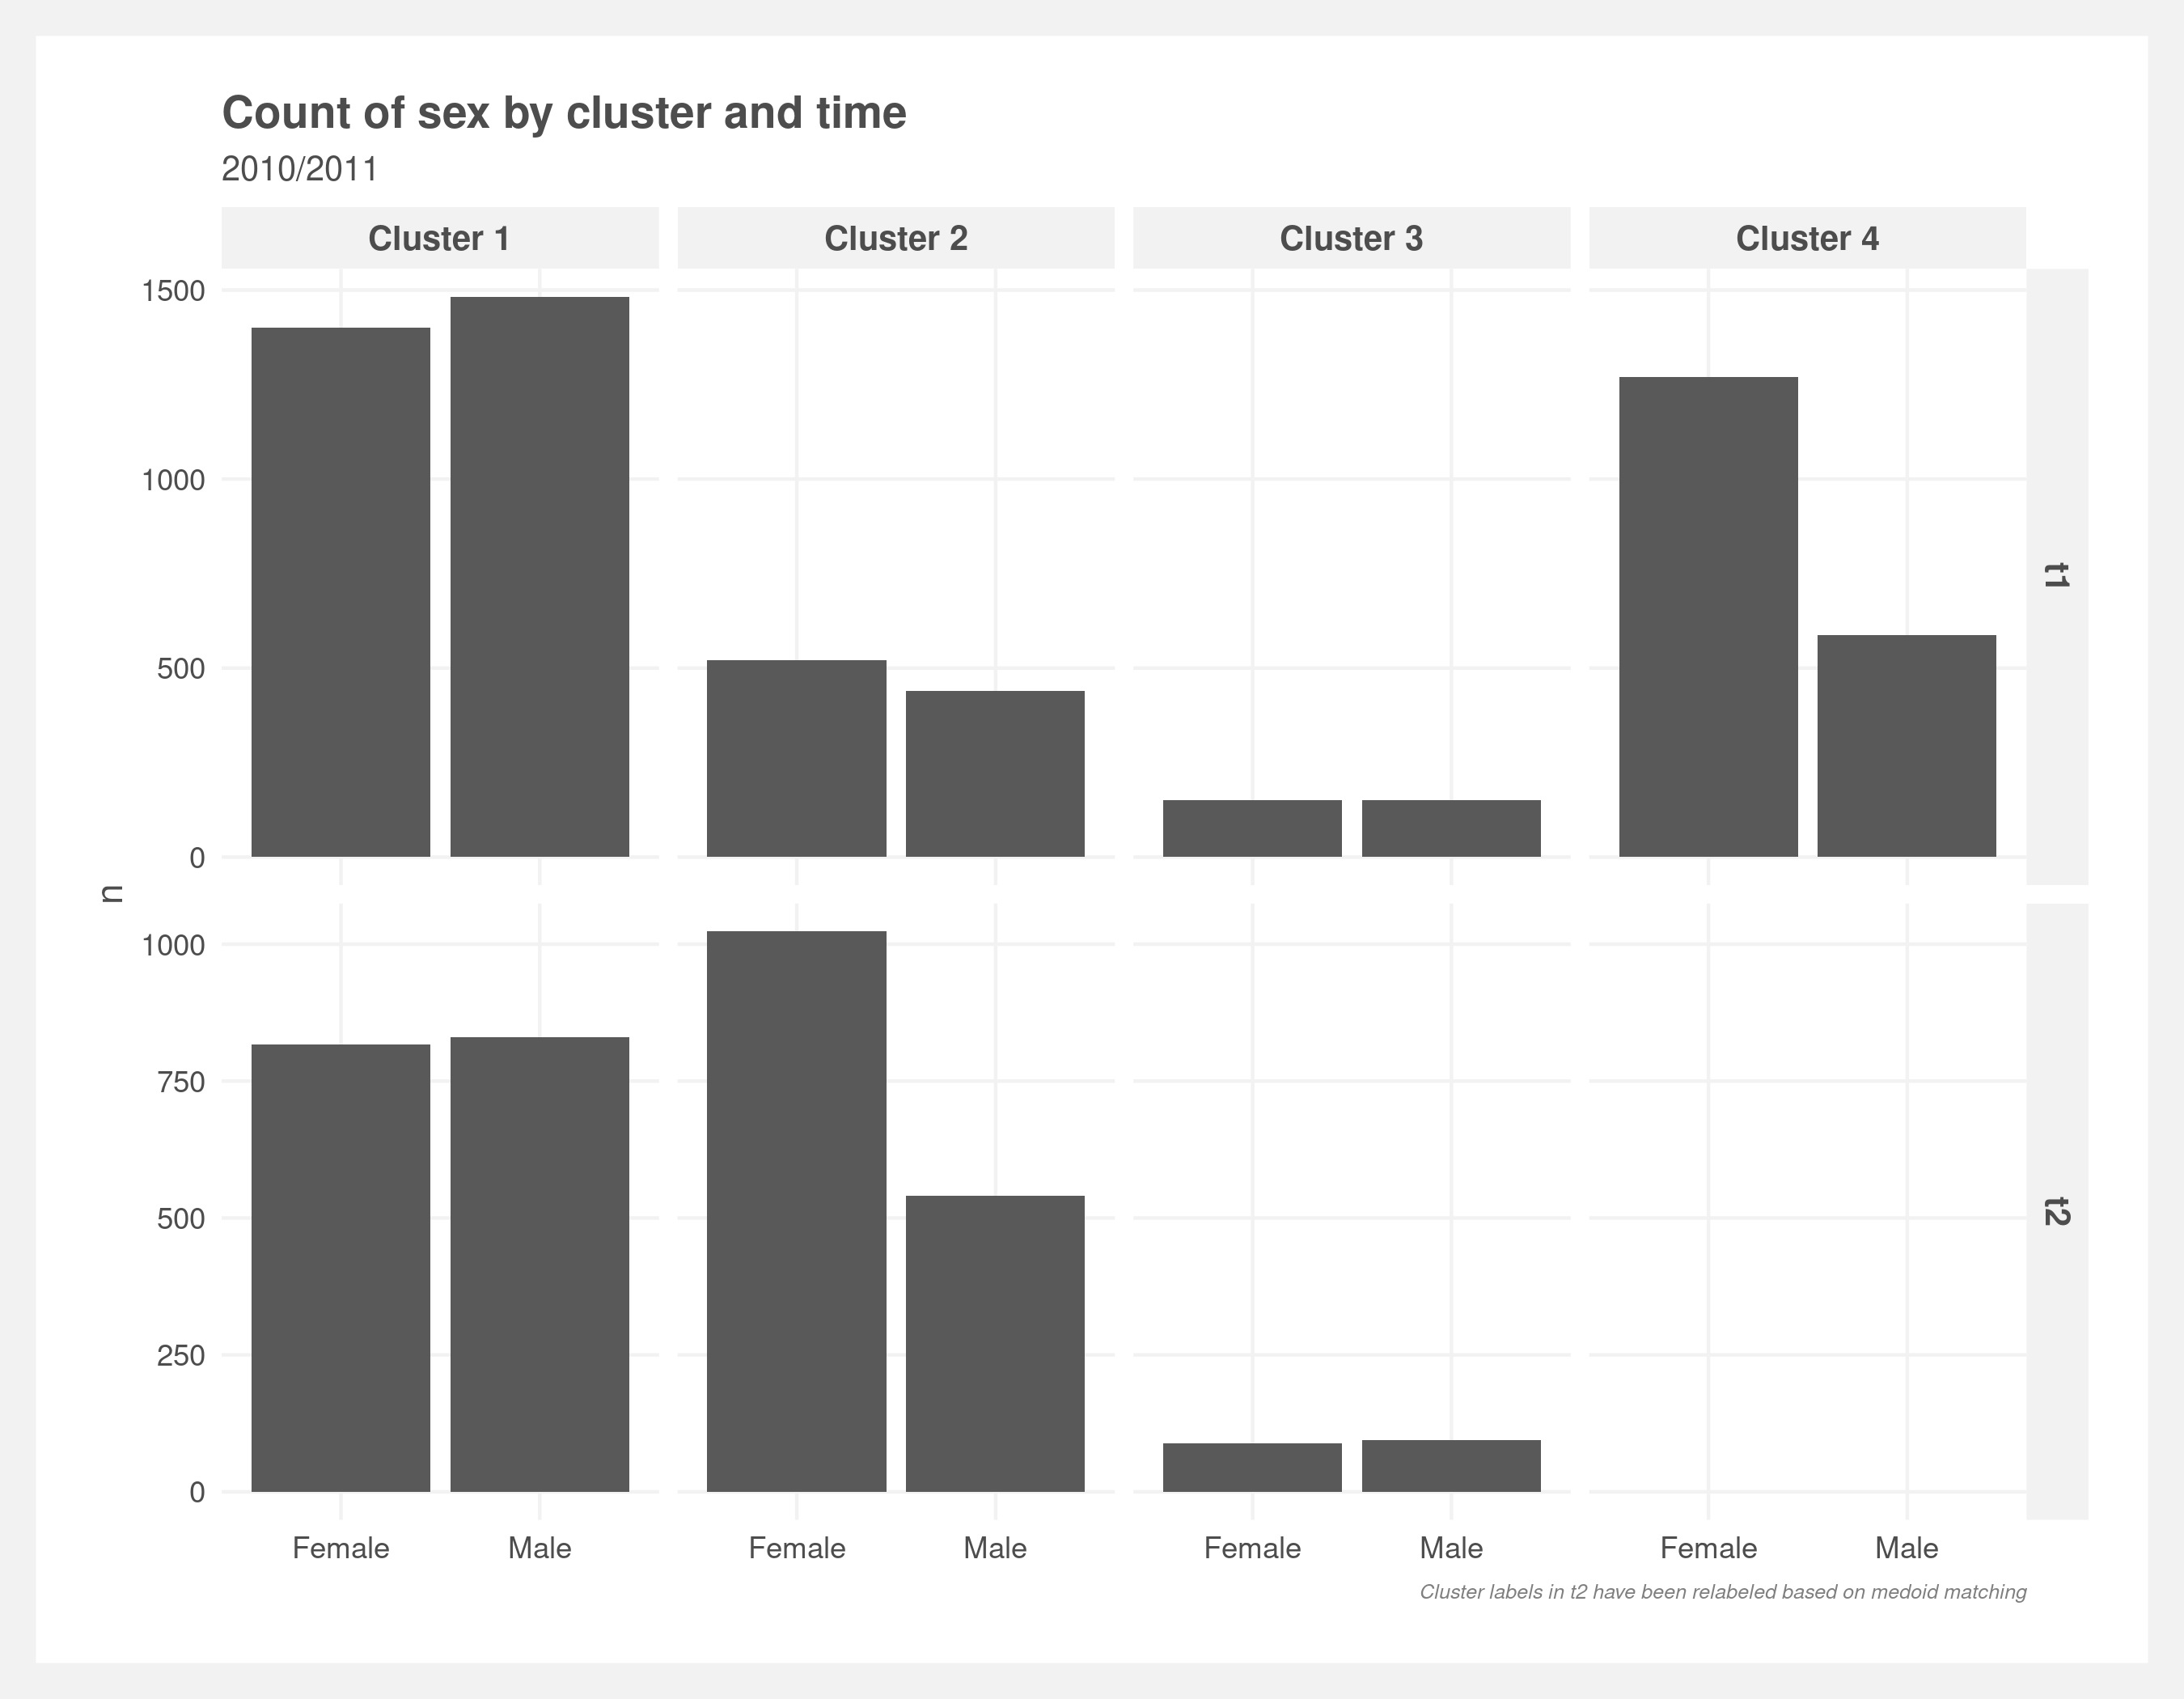 Count of sex by cluster and time
2010/2011
Cluster 1 Cluster 2 Cluster 3 Cluster 4
1500
1000
500
0
t1
n
1000
750
500
250
0
t2
Female Male Female Male Female Male Female Male
Cluster labels in t2 have been relabeled based on medoid matching